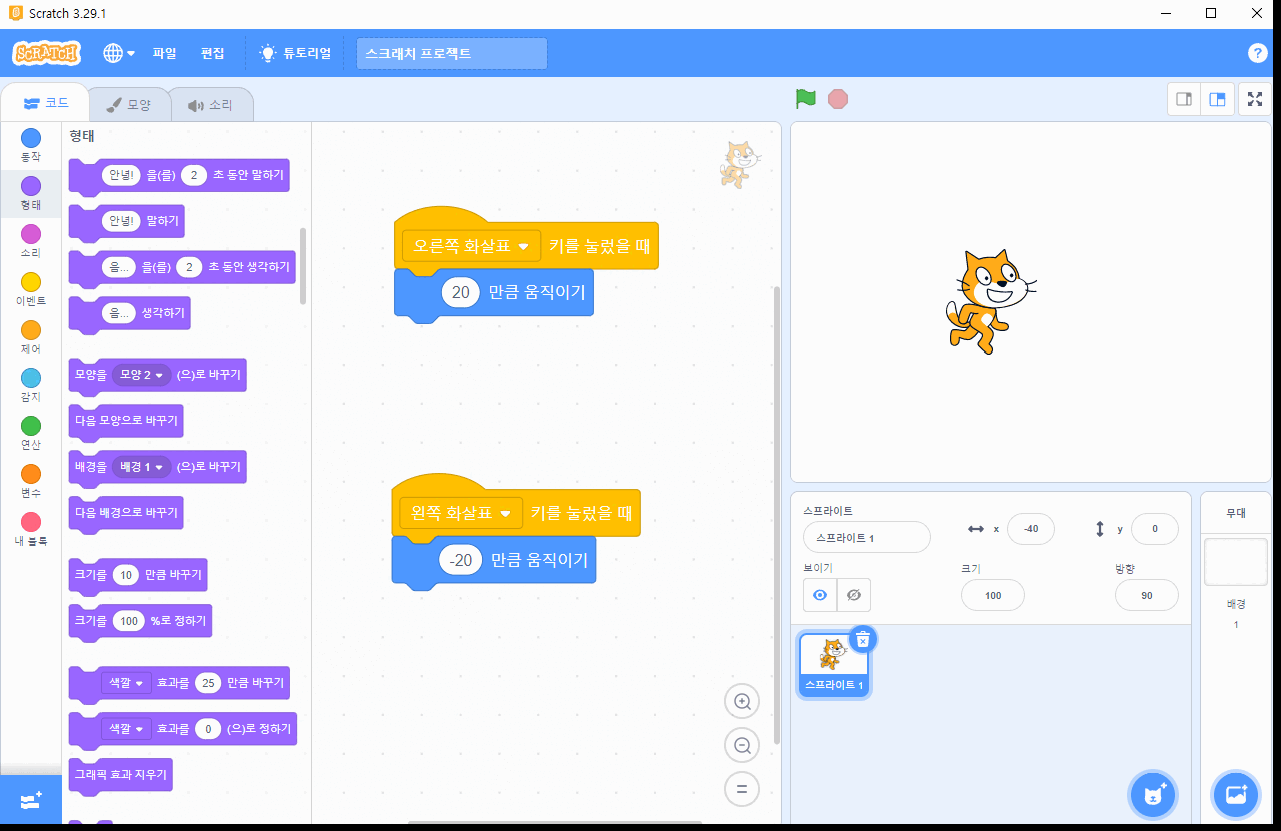 Scratch 3.29.1
SCRATCH
파일
편집
튜토리얼
스크래치 프로젝트
?
코드
모양
소리
동작
형태
소리
이벤트
제어
감지
연산
변수
내 블록
형태
안녕! 을(를) 2 초 동안 말하기
안녕! 말하기
음... 을(를) 2 초 동안 생각하기
음... 생각하기
모양을 모양 2 (으)로 바꾸기
다음 모양으로 바꾸기
배경을 배경 1 (으)로 바꾸기
다음 배경으로 바꾸기
크기를 10 만큼 바꾸기
크기를 100 %로 정하기
색깔 효과를 25 만큼 바꾸기
색깔 효과를 0 (으)로 정하기
그래픽 효과 지우기
오른쪽 화살표 키를 눌렀을 때
20 만큼 움직이기
왼쪽 화살표 키를 눌렀을 때
-20 만큼 움직이기
스프라이트
스프라이트 1
x -40
y 0
보이기
크기
100
방향
90
스프라이트 1
무대
배경
1